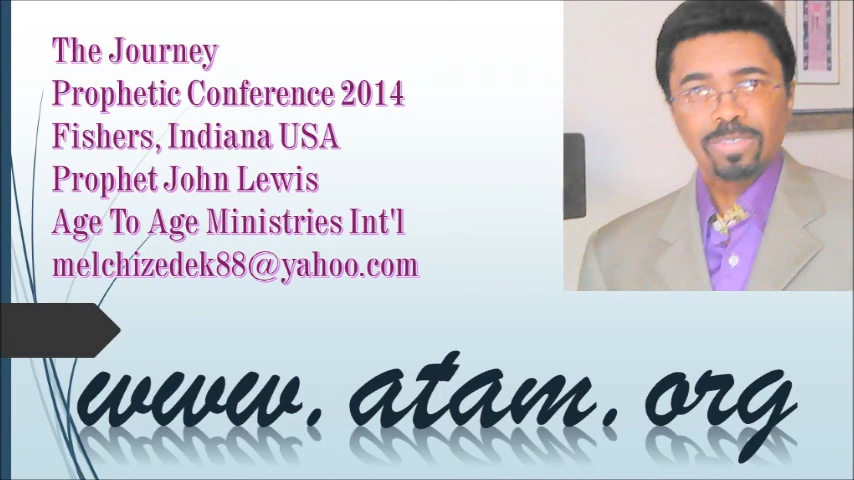 The Journey
Prophetic Conference 2014
Fishers, Indiana USA
Prophet John Lewis
Age To Age Ministries Int'l
melchizedek88@yahoo.com
www.atam.org